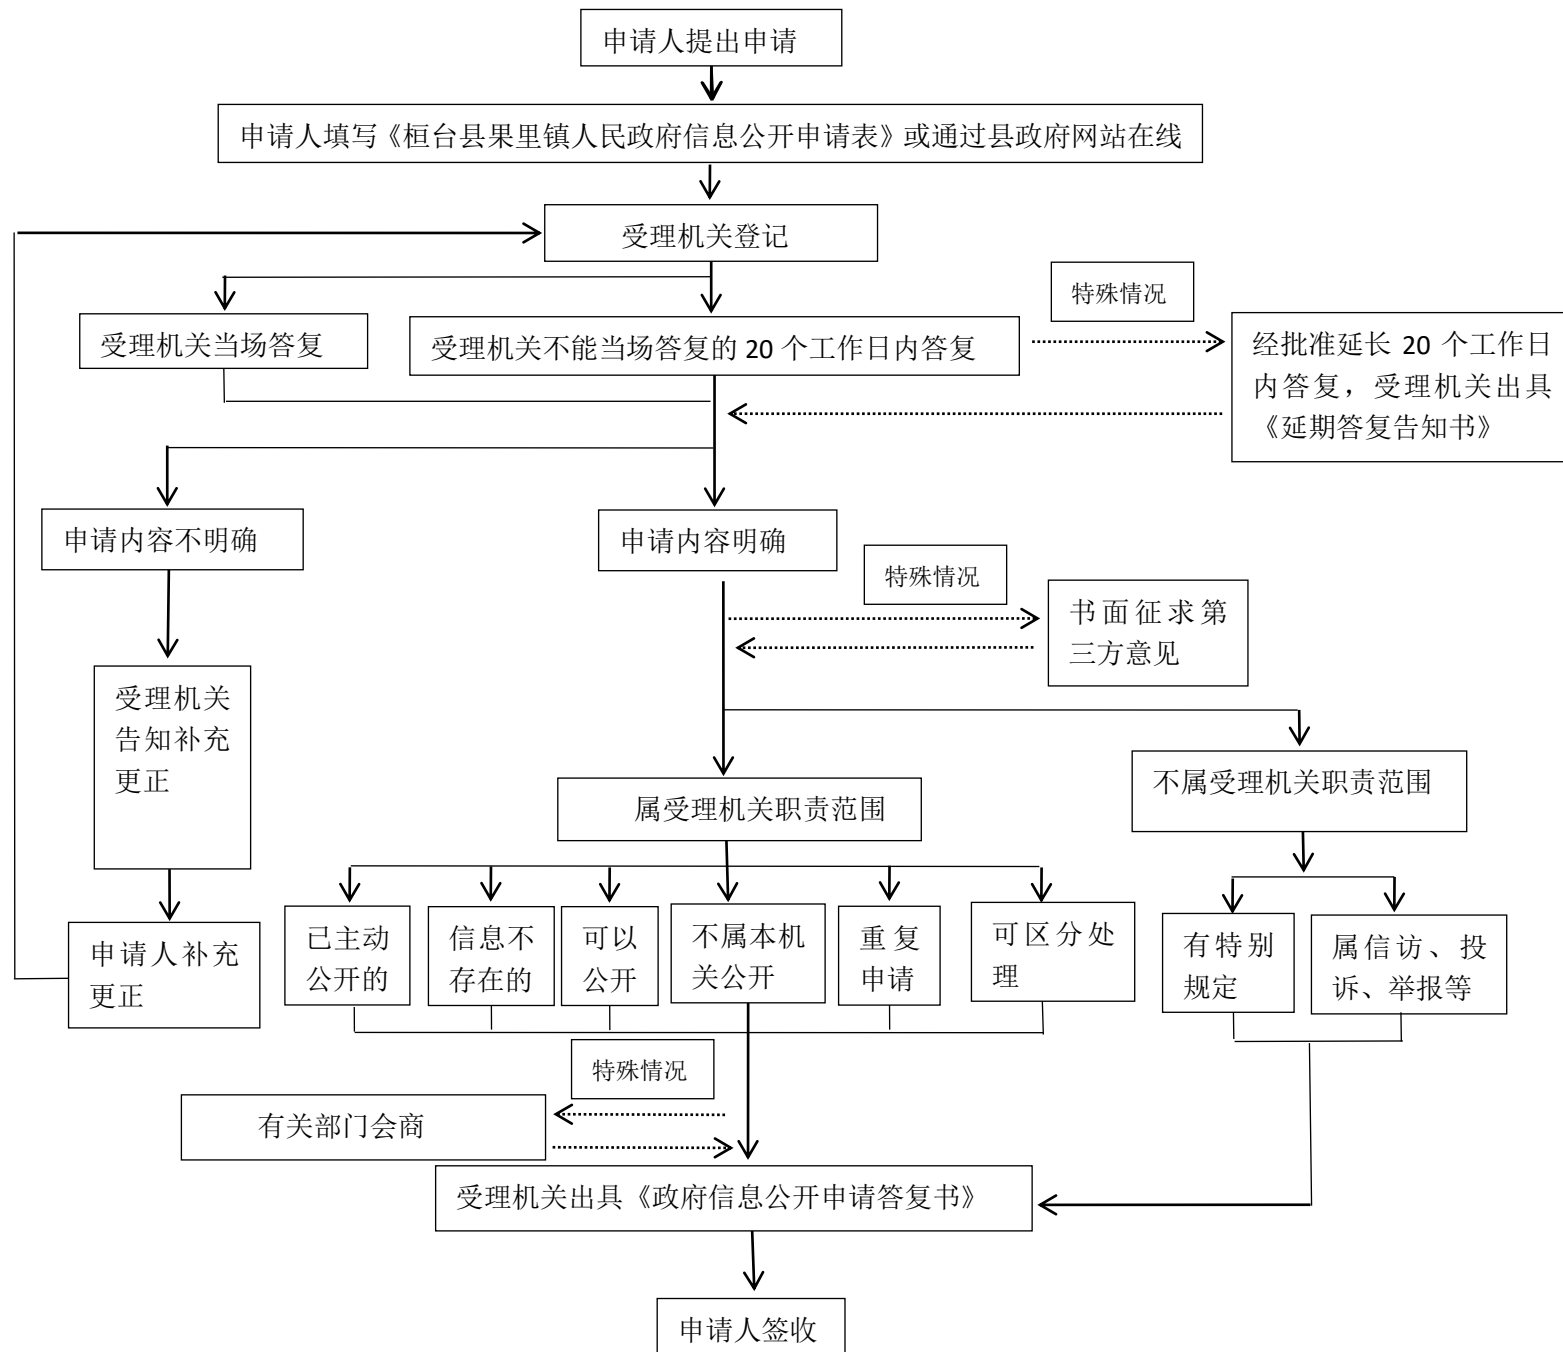 申请人提出申请
申请人填写《桓台县果里镇人民政府信息公开申请表》或通过县政府网站在线
受理机关登记
特殊情况
受理机关当场答复
受理机关不能当场答复的 20 个工作日内答复
经批准延长 20 个工作日
内答复，受理机关出具
《延期答复告知书》
申请内容不明确
申请内容明确
特殊情况
书面征求第
三方意见
受理机关
告知补充
更正
不属受理机关职责范围
属受理机关职责范围
申请人补充
更正
已主动
公开的
信息不
存在的
可以
公开
不属本机
关公开
重复
申请
可区分处
理
有特别
规定
属信访、投
诉、举报等
特殊情况
有关部门会商
受理机关出具《政府信息公开申请答复书》
申请人签收